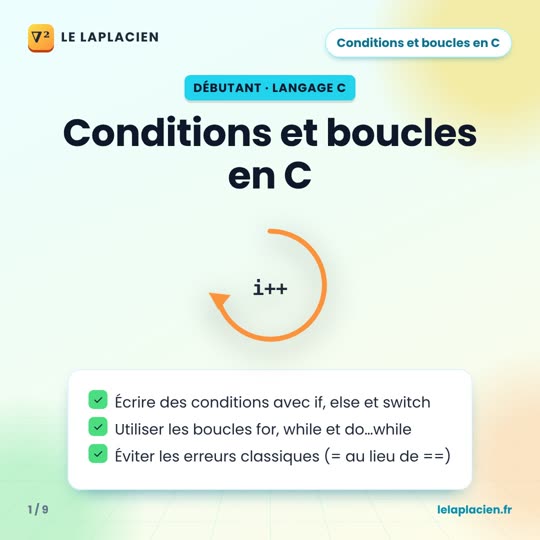 ∇² LE LAPLACIEN
Conditions et boucles en C
DÉBUTANT · LANGAGE C
Conditions et boucles
en C
i++
Écrire des conditions avec if, else et switch
Utiliser les boucles for, while et do…while
Éviter les erreurs classiques (= au lieu de ==)
1 / 9
lelaplacien.fr